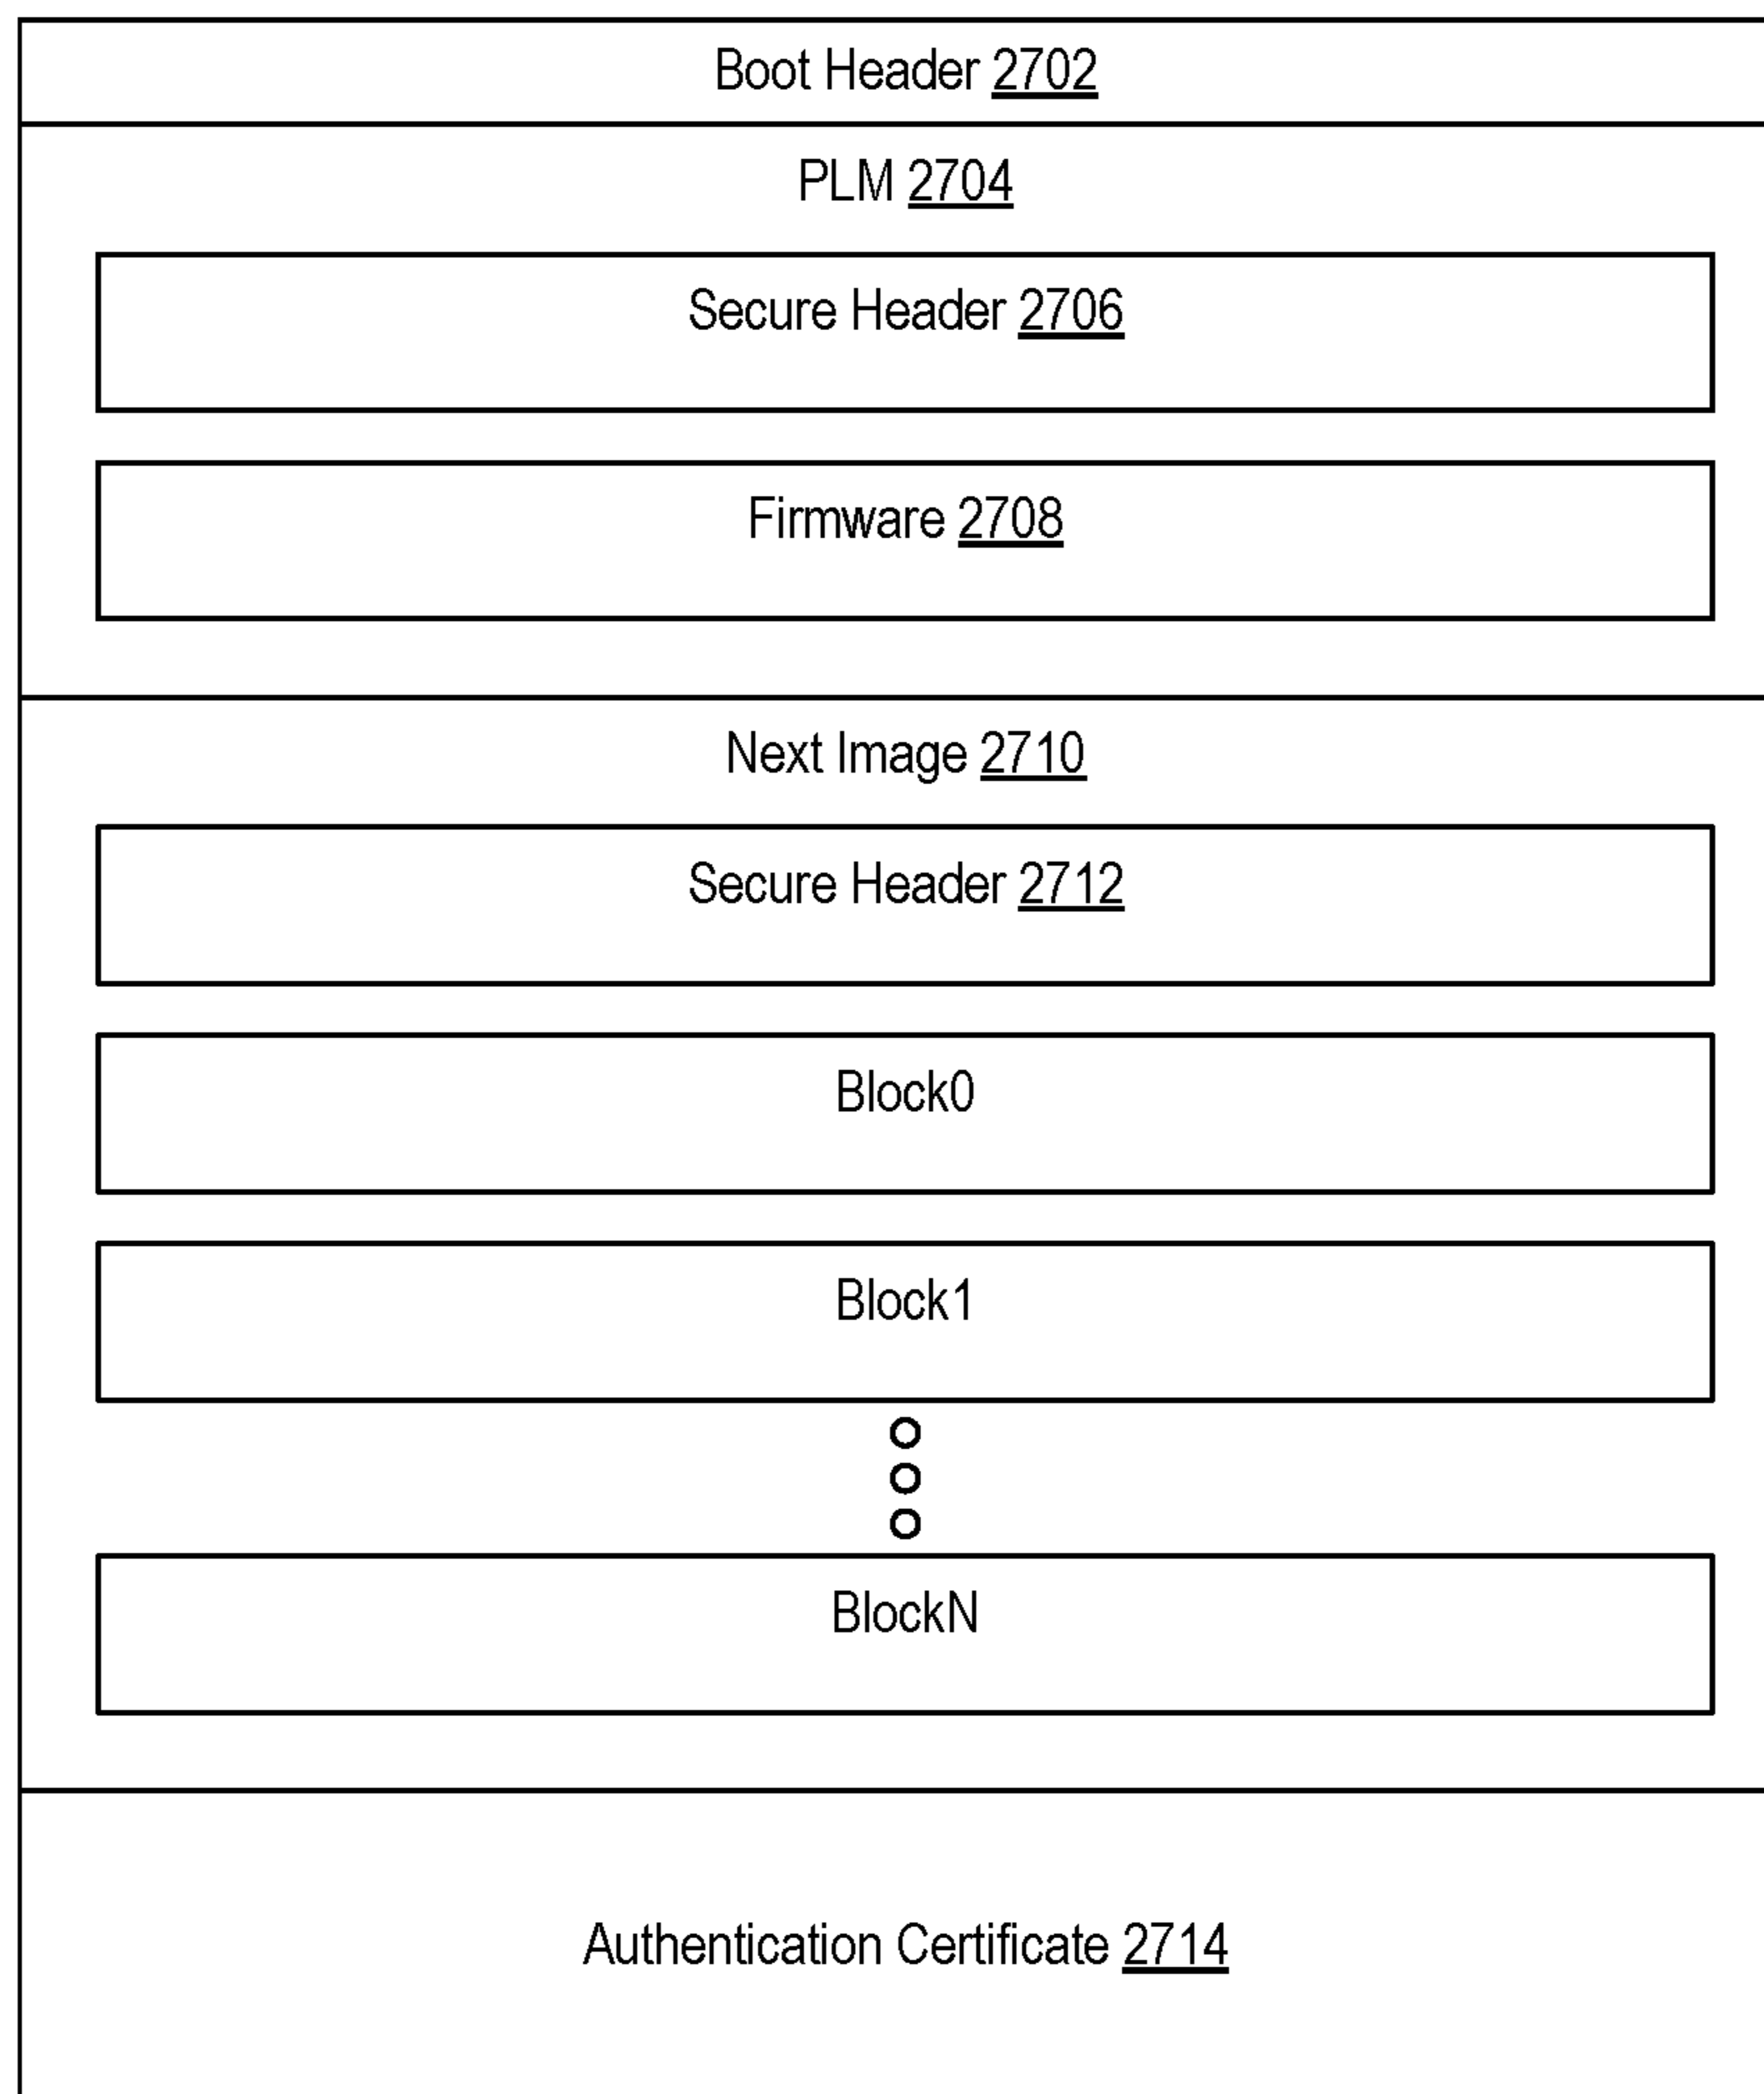 Boot Header 2702
PLM 2704
Secure Header 2706
Firmware 2708
Next Image 2710
Secure Header 2712
Block0
Block1
BlockN
Authentication Certificate 2714